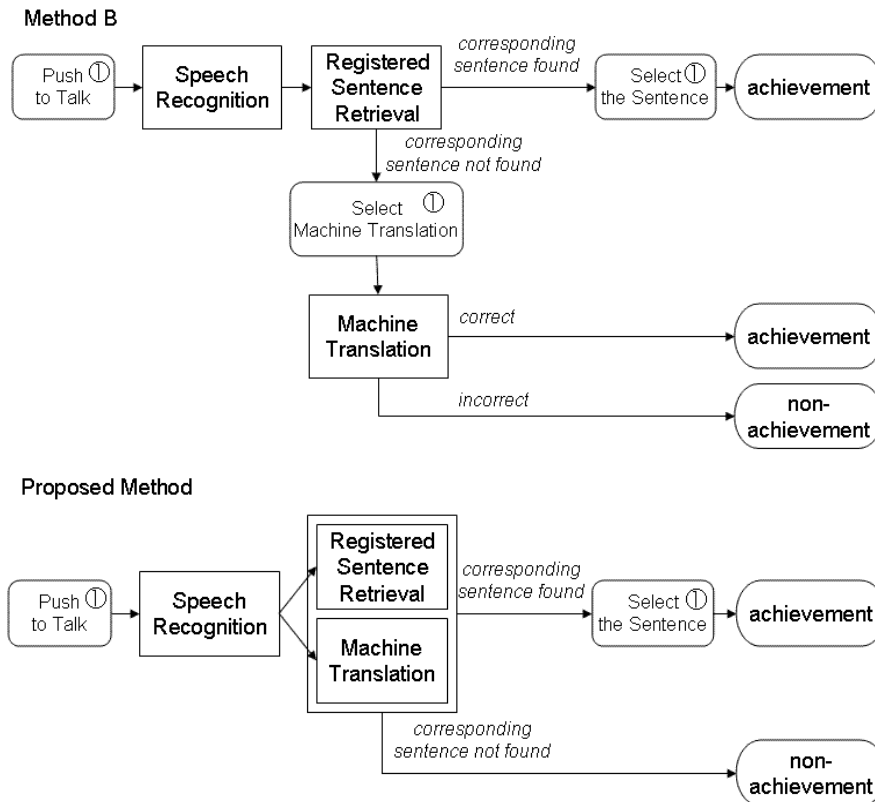 Method B
Push ①
to Talk
Speech
Recognition
Registered
Sentence
Retrieval
corresponding
sentence found
Select ①
the Sentence
achievement
corresponding
sentence not found
Select ①
Machine Translation
Machine
Translation
correct
achievement
incorrect
non-
achievement
Proposed Method
Push ①
to Talk
Speech
Recognition
Registered
Sentence
Retrieval
Machine
Translation
corresponding
sentence found
Select ①
the Sentence
achievement
corresponding
sentence not found
non-
achievement